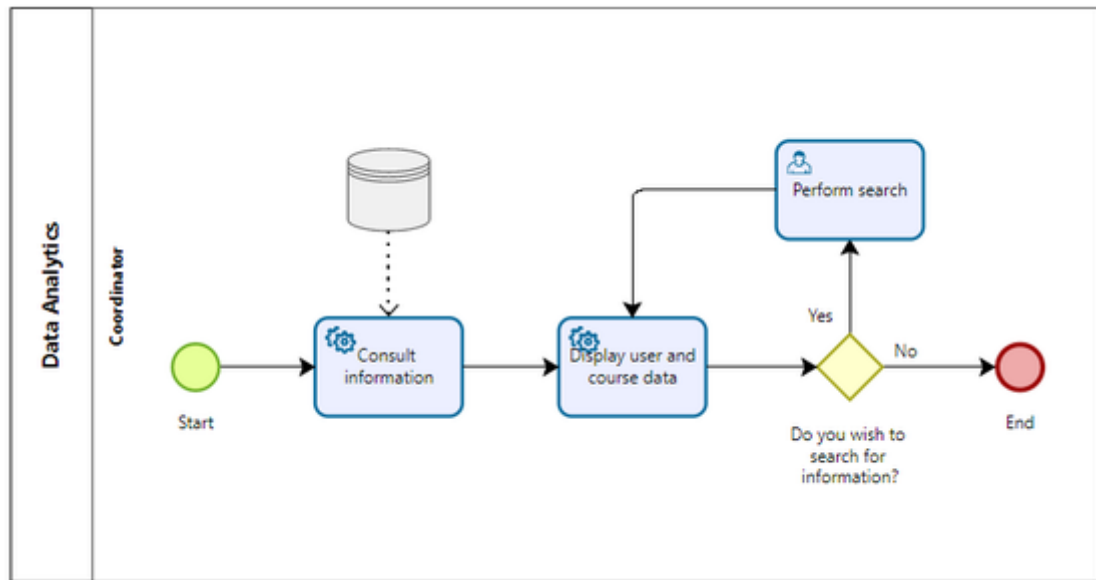 Data Analytics
Coordinator
Start
Consult
information
Display user and
course data
Perform search
Yes
No
Do you wish to
search for
information?
End